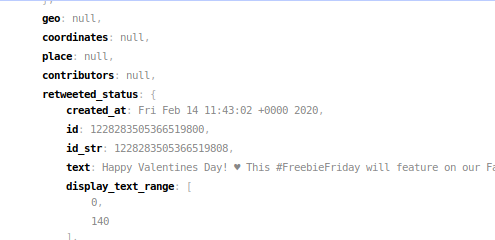 },
geo: null,
coordinates: null,
place: null,
contributors: null,
retweeted_status: {
created_at: Fri Feb 14 11:43:02 +0000 2020,
id: 1228283505366519800,
id_str: 1228283505366519808,
text: Happy Valentines Day! ♥ This #FreebieFriday will feature on our Fa
display_text_range: [
0,
140
],